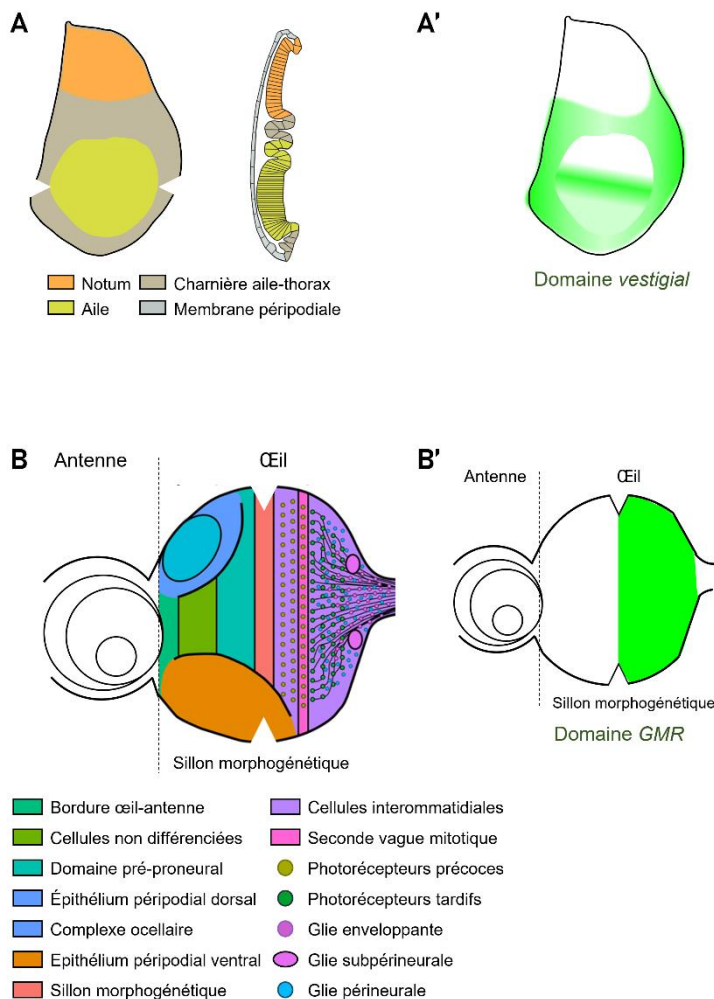 A
A'
Notum
Charnière aile-thorax
Aile
Membrane péripodiale
Domaine vestigial
B
Antenne
Œil
Sillon morphogénétique
B'
Antenne
Œil
Sillon morphogénétique
Domaine GMR
Bordure œil-antenne
Cellules non différenciées
Domaine pré-proneural
Épithélium péripodial dorsal
Complexe ocellaire
Epithélium péripodial ventral
Sillon morphogénétique
Cellules interommatidiales
Seconde vague mitotique
Photorécepteurs précoces
Photorécepteurs tardifs
Glie enveloppante
Glie subpérineurale
Glie périneurale